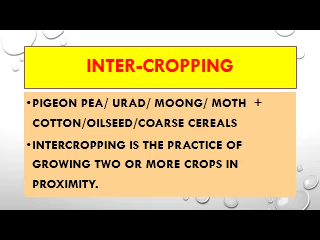 INTER-CROPPING
•PIGEON PEA/ URAD/ MOONG/ MOTH +
COTTON/OILSEED/COARSE CEREALS
•INTERCROPPING IS THE PRACTICE OF
GROWING TWO OR MORE CROPS IN
PROXIMITY.